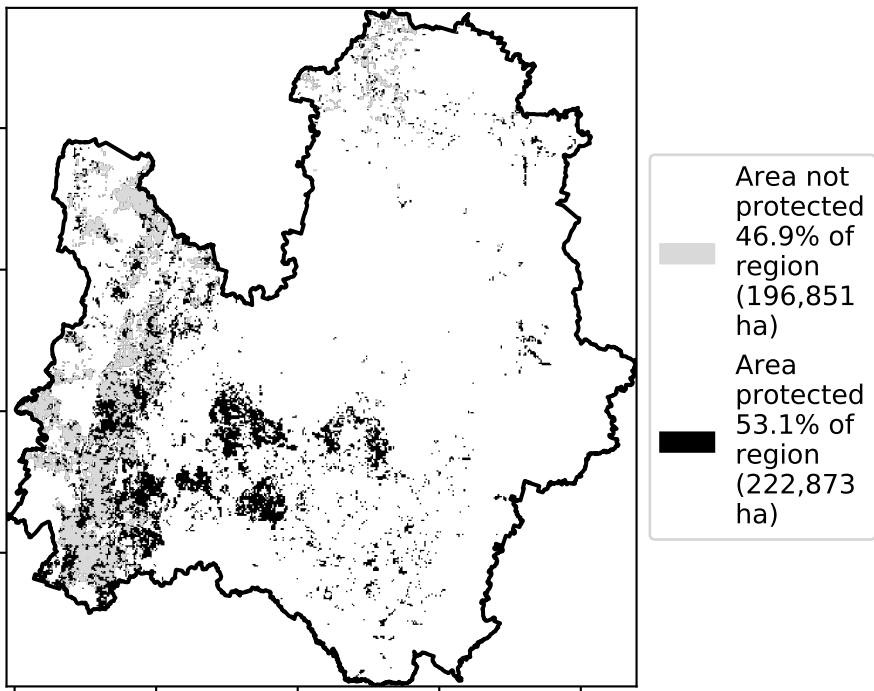 Area not
protected
46.9% of
region
(196,851
ha)
Area
protected
53.1% of
region
(222,873
ha)